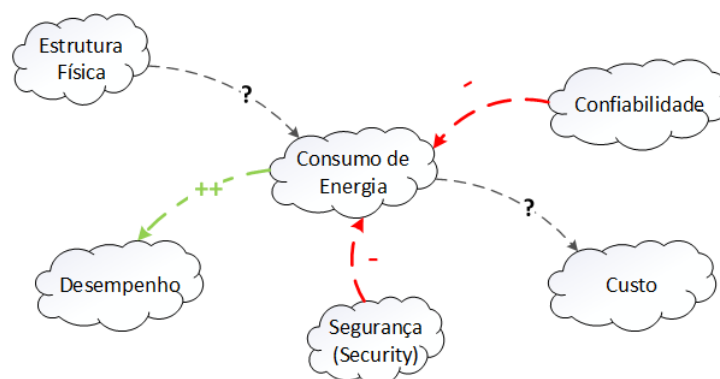 Estrutura
Física
?
-
Confiabilidade
Consumo de
Energia
++
?
-
Desempenho
Custo
Segurança
(Security)